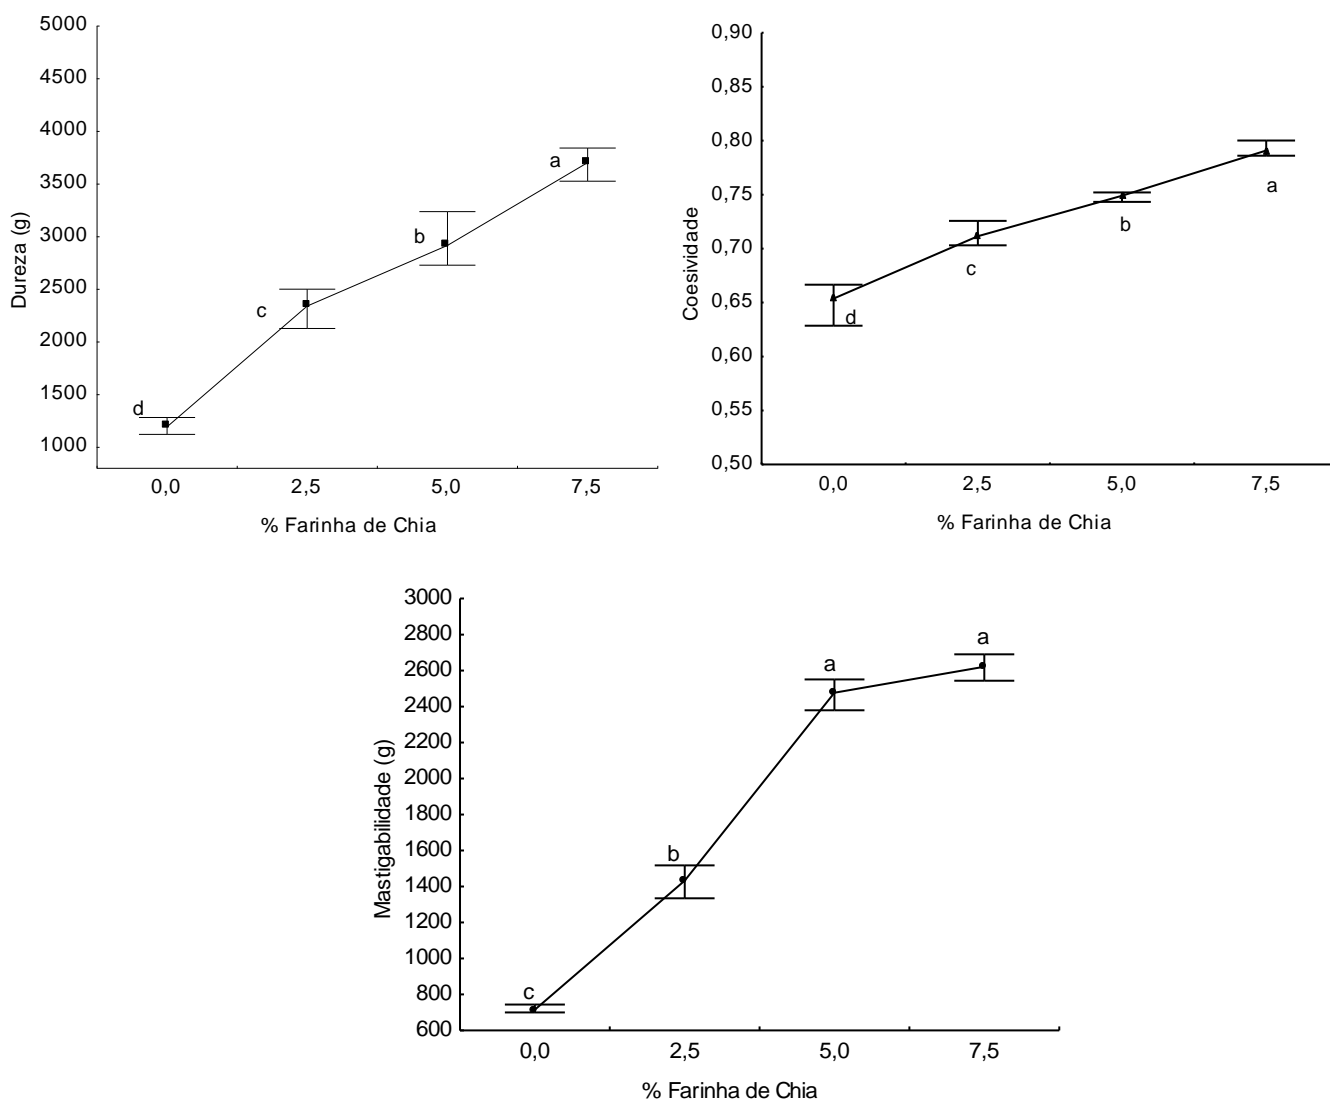 Dureza (g)
5000
4500
4000
3500
3000
2500
2000
1500
1000
a
b
c
d
0,0 2,5 5,0 7,5
% Farinha de Chia
Coesividade
0,90
0,85
0,80
0,75
0,70
0,65
0,60
0,55
0,50
a
b
c
d
0,0 2,5 5,0 7,5
% Farinha de Chia
Mastigabilidade (g)
3000
2800
2600
2400
2200
2000
1800
1600
1400
1200
1000
800
600
a
a
b
c
0,0 2,5 5,0 7,5
% Farinha de Chia